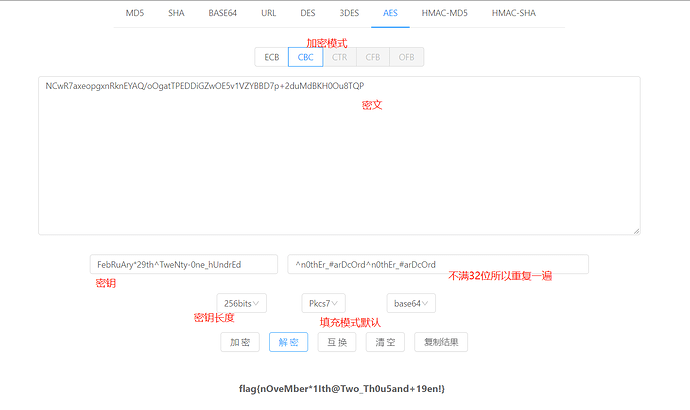 MD5 SHA BASE64 URL DES 3DES AES HMAC-MD5 HMAC-SHA
加密模式
ECB CBC CTR CFB OFB
NCwR7axeopgxnRknEYAQ/oOgatTPEDDiGZwOE5v1VZYBBD7p+2duMdBKH0Ou8TQP
密文
FebRuAry*29th^TweNty-0ne_hUndrEd ^n0thEr_#arDcOrd^n0thEr_#arDcOrd
密钥 不满32位所以重复一遍
256bits Pkcs7 base64
密钥长度 填充模式默认
加密 解密 互换 清空 复制结果
flag{nOveMber*1Ith@Two_Th0u5and+19en!}